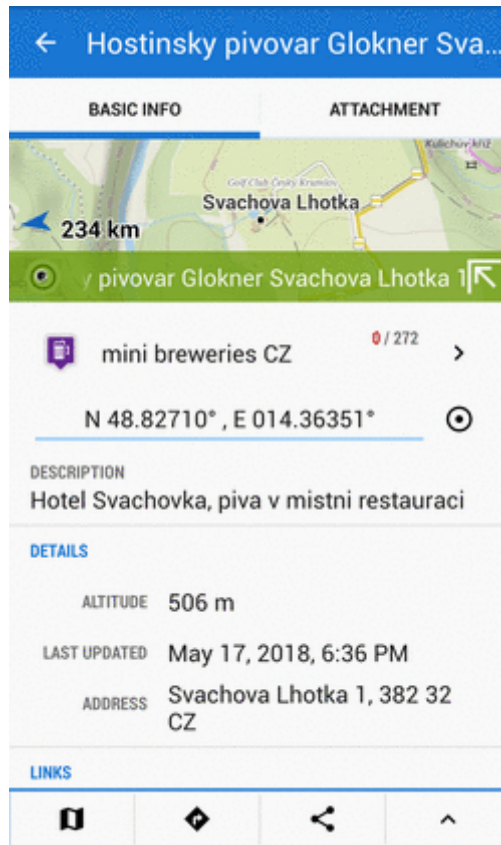 Hostinsky pivovar Glokner Sva...
BASIC INFO
ATTACHMENT
Kulichův kříž
Golf Club Český Krumlov
Svachova Lhotka
234 km
y pivovar Glokner Svachova Lhotka 1
mini breweries CZ
0 / 272
N 48.82710° , E 014.36351°
DESCRIPTION
Hotel Svachovka, piva v mistni restauraci
DETAILS
ALTITUDE 506 m
LAST UPDATED May 17, 2018, 6:36 PM
ADDRESS Svachova Lhotka 1, 382 32
CZ
LINKS